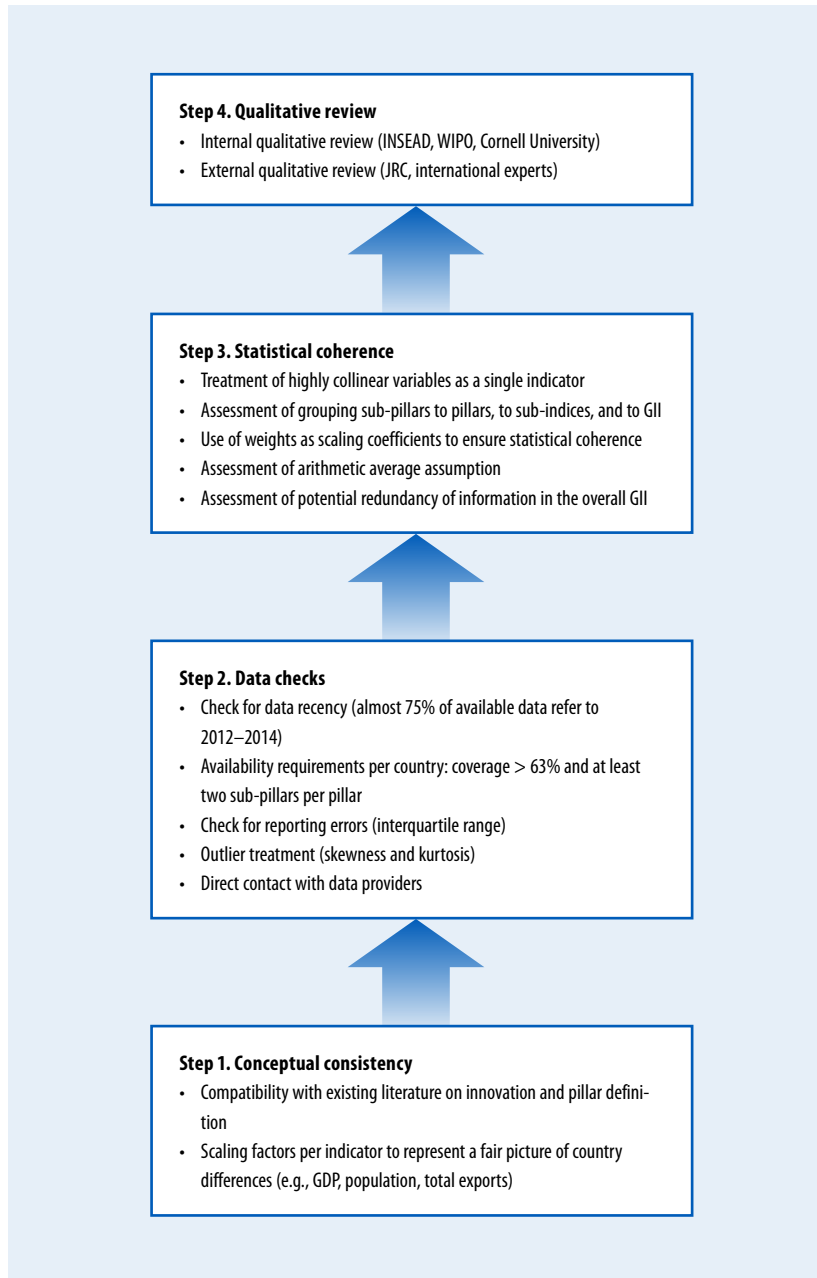 Step 4. Qualitative review
• Internal qualitative review (INSEAD, WIPO, Cornell University)
• External qualitative review (JRC, international experts)
Step 3. Statistical coherence
• Treatment of highly collinear variables as a single indicator
• Assessment of grouping sub-pillars to pillars, to sub-indices, and to GII
• Use of weights as scaling coefficients to ensure statistical coherence
• Assessment of arithmetic average assumption
• Assessment of potential redundancy of information in the overall GII
Step 2. Data checks
• Check for data recency (almost 75% of available data refer to
2012–2014)
• Availability requirements per country: coverage > 63% and at least
two sub-pillars per pillar
• Check for reporting errors (interquartile range)
• Outlier treatment (skewness and kurtosis)
• Direct contact with data providers
Step 1. Conceptual consistency
• Compatibility with existing literature on innovation and pillar defini-
tion
• Scaling factors per indicator to represent a fair picture of country
differences (e.g., GDP, population, total exports)